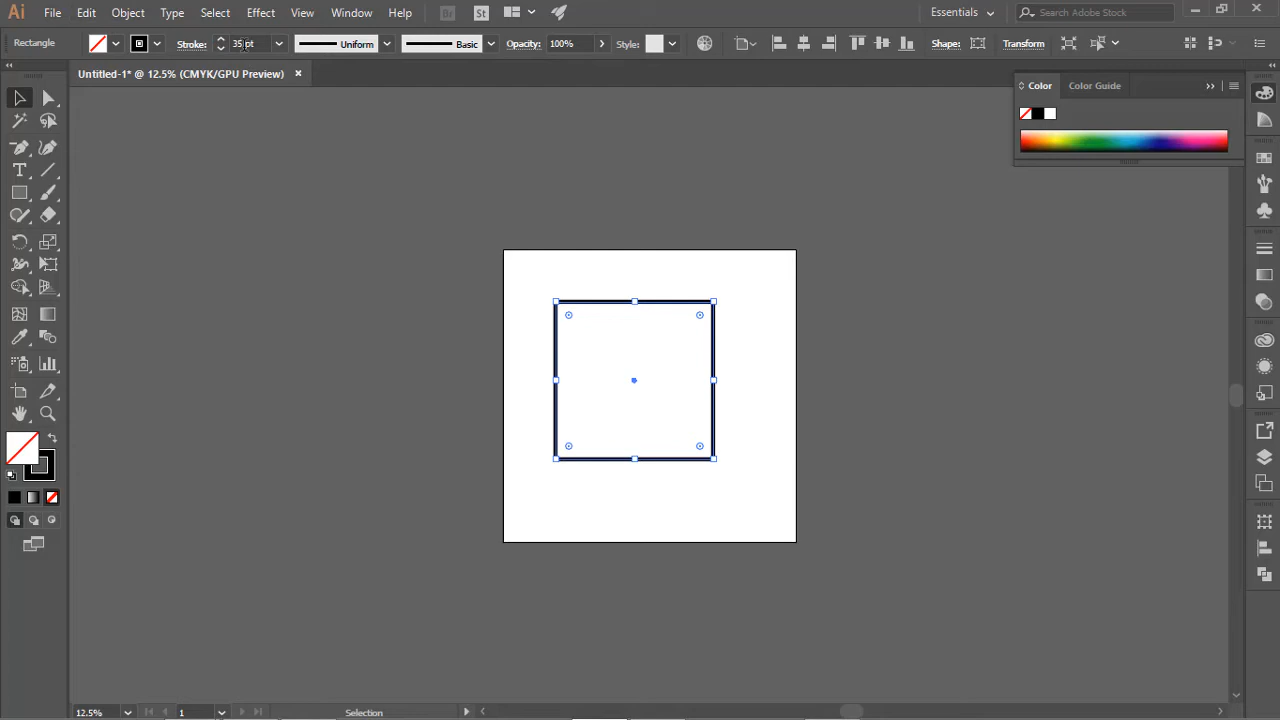 Ai File Edit Object Type Select Effect View Window Help Br St Essentials Search Adobe Stock
Rectangle Stroke: 35 pt Uniform Basic Opacity: 100% Style: Shape: Transform
Untitled-1* @ 12.5% (CMYK/GPU Preview)
Color Color Guide
12.5% 1 Selection